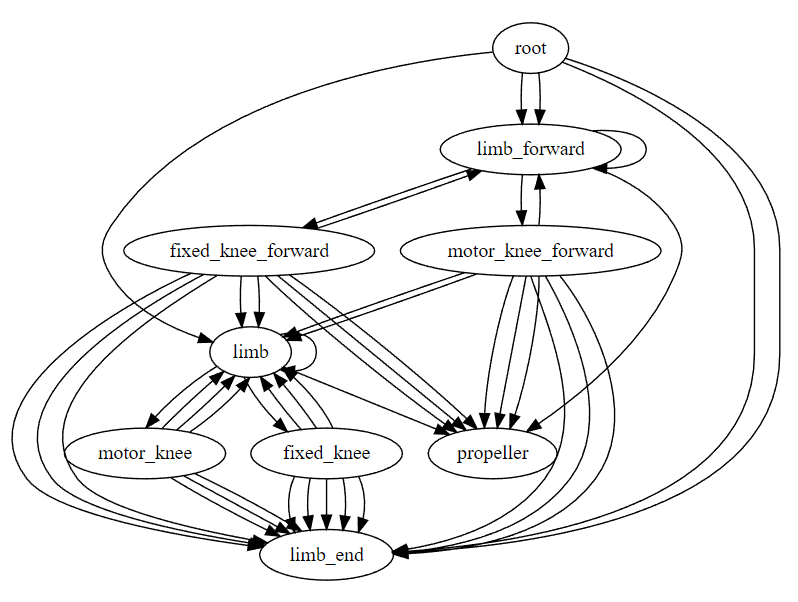 root
limb_forward
fixed_knee_forward
motor_knee_forward
limb
motor_knee
fixed_knee
propeller
limb_end